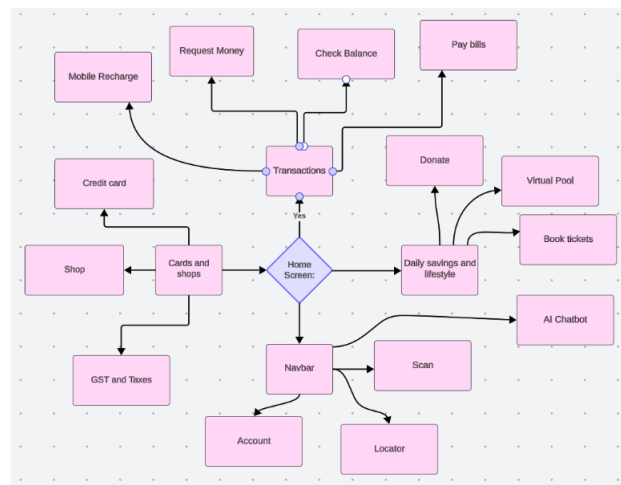 Pay bills
Request Money
Check Balance
Mobile Recharge
Transactions
Donate
Virtual Pool
Credit card
Yes
Book tickets
Cards and
shops
Home
Screen:
Daily savings and
lifestyle
Shop
AI Chatbot
Navbar
Scan
GST and Taxes
Account
Locator